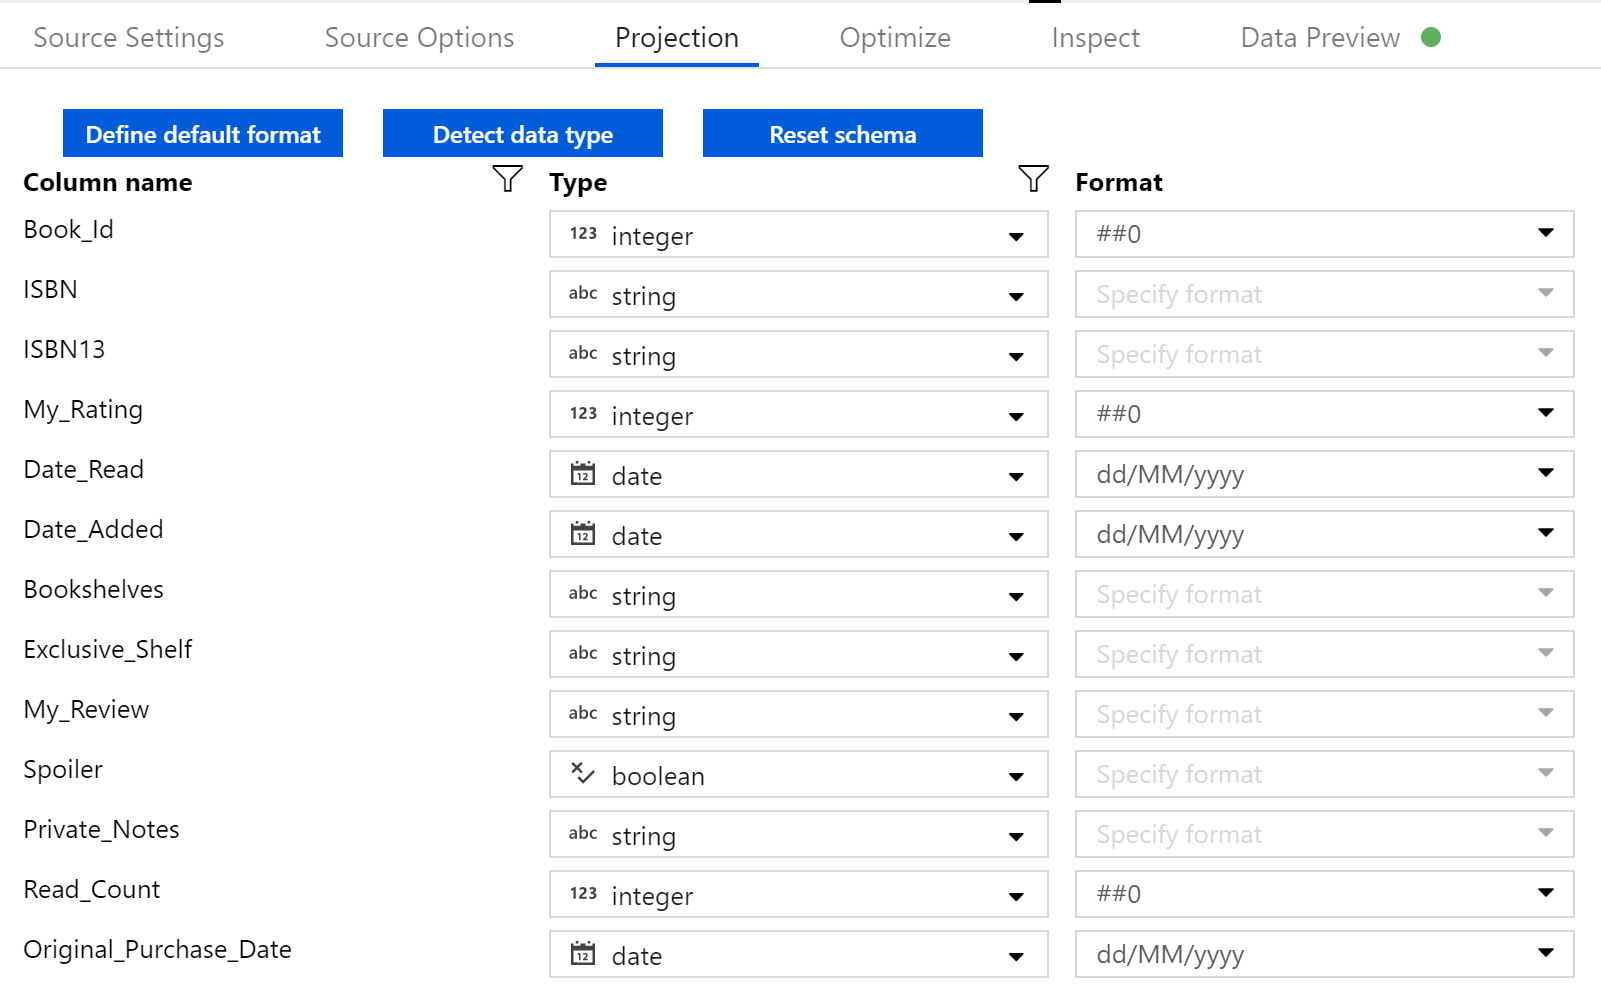 Source Settings Source Options Projection Optimize Inspect Data Preview
Define default format Detect data type Reset schema
Column name Type Format
Book_Id 123 integer ##0
ISBN abc string Specify format
ISBN13 abc string Specify format
My_Rating 123 integer ##0
Date_Read 12 date dd/MM/yyyy
Date_Added 12 date dd/MM/yyyy
Bookshelves abc string Specify format
Exclusive_Shelf abc string Specify format
My_Review abc string Specify format
Spoiler boolean Specify format
Private_Notes abc string Specify format
Read_Count 123 integer ##0
Original_Purchase_Date 12 date dd/MM/yyyy